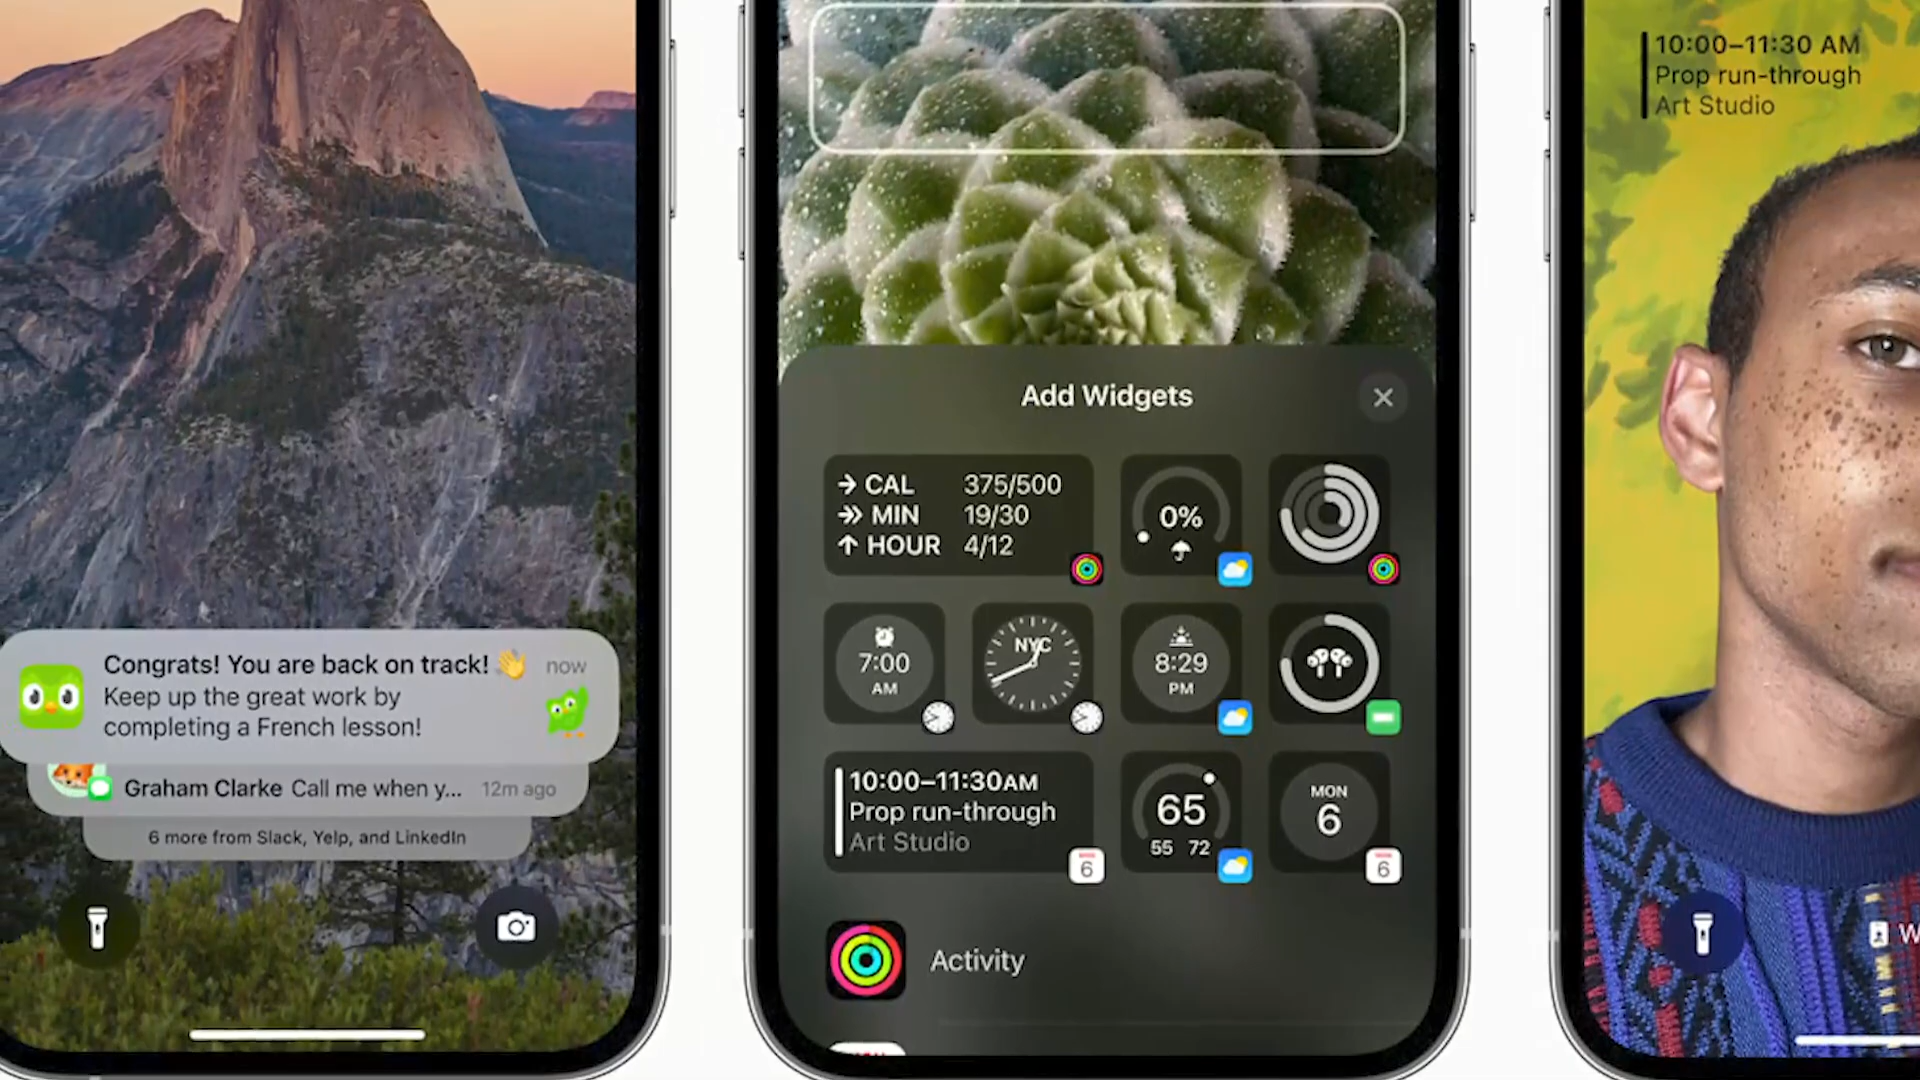 Congrats! You are back on track! 👋 now
Keep up the great work by
completing a French lesson!
Graham Clarke Call me when y... 12m ago
6 more from Slack, Yelp, and LinkedIn
Add Widgets
→ CAL 375/500
MIN 19/30
↑ HOUR 4/12
0%
7:00
AM
NYC
8:29
PM
10:00–11:30AM
Prop run-through
Art Studio
6
65
55 72
MON
6
6
Activity
10:00–11:30 AM
Prop run-through
Art Studio